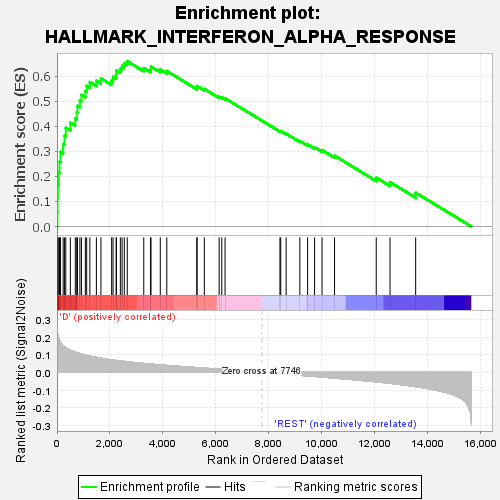 Enrichment plot:
HALLMARK_INTERFERON_ALPHA_RESPONSE
Enrichment score (ES)
0.6
0.5
0.4
0.3
0.2
0.1
0.0
'D' (positively correlated)
Ranked list metric (Signal2Noise)
0.3
0.2
0.1
0.0
-0.1
-0.2
-0.3
Zero cross at 7746
'REST' (negatively correlated)
0
2,000
4,000
6,000
8,000
10,000
12,000
14,000
16,000
Rank in Ordered Dataset
Enrichment profile
Hits
Ranking metric scores